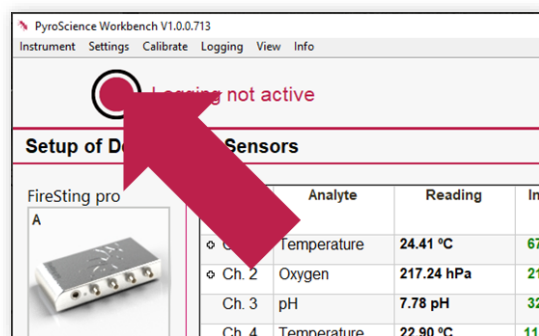 PyroScience Workbench V1.0.0.713
Instrument Settings Calibrate Logging View Info
Logging not active
Setup of Sensors
FireSting pro
A
Analyte Reading
Temperature 24.41 °C 67
Ch. 2 Oxygen 217.24 hPa 21
Ch. 3 pH 7.78 pH 32
Ch. 4 Temperature 22.90 °C 11